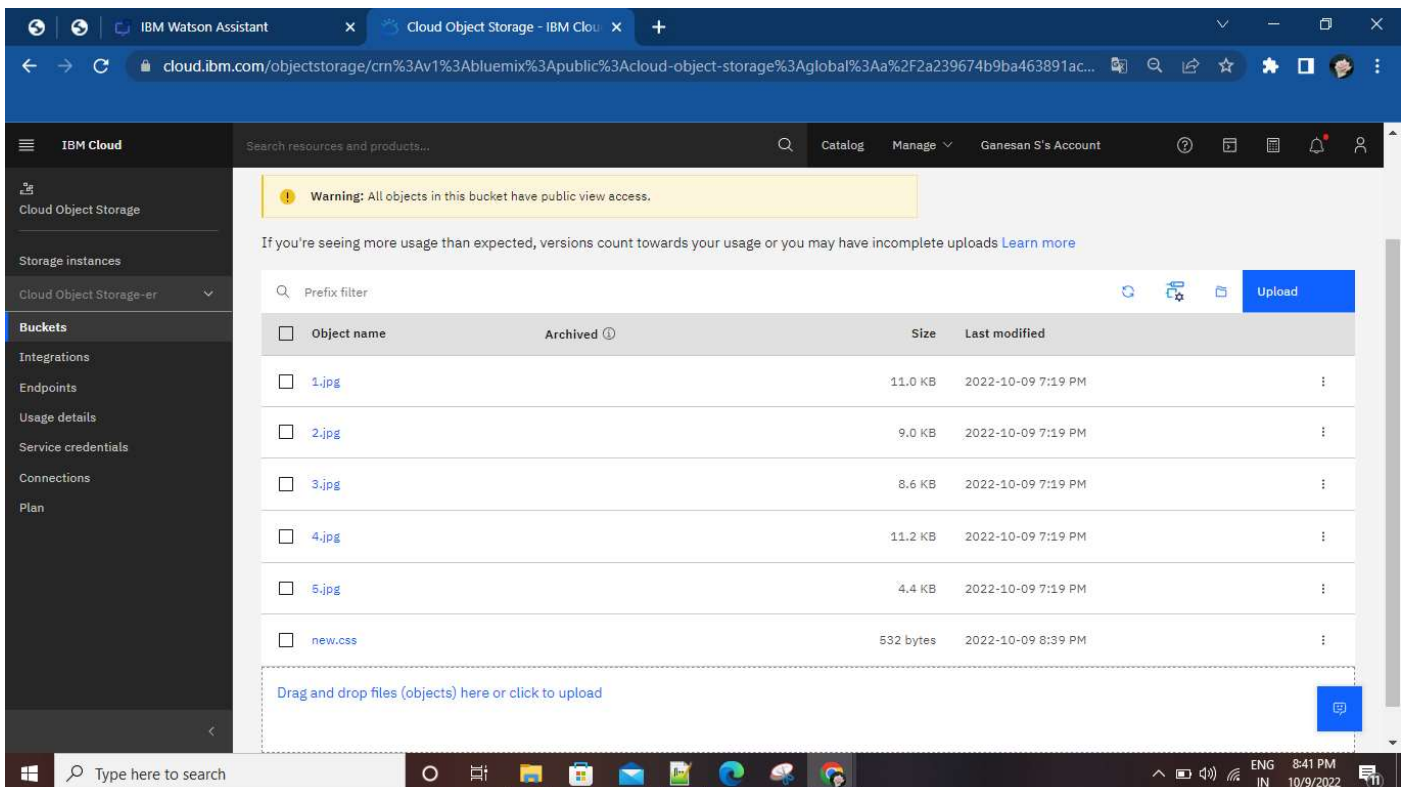 IBM Watson Assistant
Cloud Object Storage - IBM Clou
cloud.ibm.com/objectstorage/crn%3Av1%3Abluemix%3Apublic%3Acloud-object-storage%3Aglobal%3Aa%2F2a239674b9ba463891ac...
IBM Cloud
Search resources and products...
Catalog
Manage
Ganesan S's Account
Cloud Object Storage
Storage instances
Cloud Object Storage-er
Buckets
Integrations
Endpoints
Usage details
Service credentials
Connections
Plan
Warning: All objects in this bucket have public view access.
If you're seeing more usage than expected, versions count towards your usage or you may have incomplete uploads Learn more
Prefix filter
Upload
Object name Archived Size Last modified
1.jpg 11.0 KB 2022-10-09 7:19 PM
2.jpg 9.0 KB 2022-10-09 7:19 PM
3.jpg 8.6 KB 2022-10-09 7:19 PM
4.jpg 11.2 KB 2022-10-09 7:19 PM
5.jpg 4.4 KB 2022-10-09 7:19 PM
new.css 532 bytes 2022-10-09 8:39 PM
Drag and drop files (objects) here or click to upload
Type here to search
ENG 8:41 PM
IN 10/9/2022
11